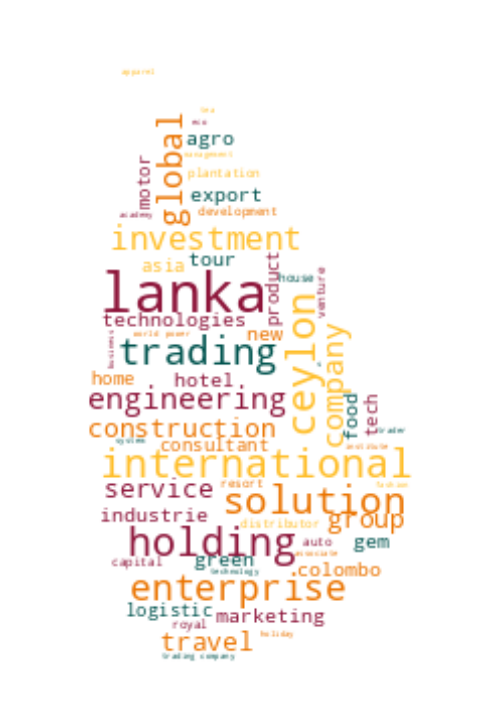 apparel
tea
eco
global
agro
management
motor
plantation
export
academy
development
investment
tour
asia
product
house
venture
lanka
ceylon
technologies
company
business
world power
new
trading
home
hotel
engineering
food
tech
construction
trader
system
consultant
institute
international
service
resort
fashion
solution
industrie
distributor
group
holding
auto
gem
associate
capital
green
technology
colombo
enterprise
logistic
marketing
royal
holiday
travel
trading company